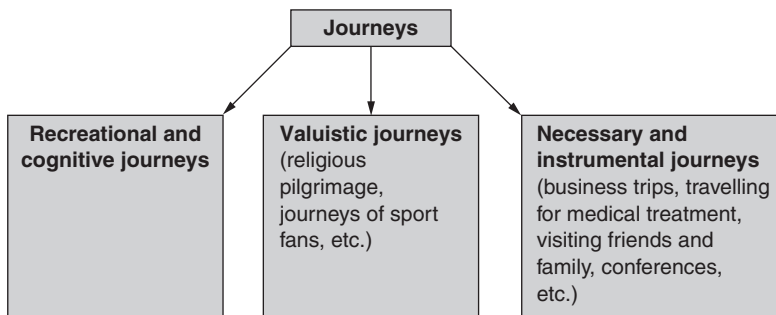 Journeys
Recreational and
cognitive journeys
Valuistic journeys
(religious
pilgrimage,
journeys of sport
fans, etc.)
Necessary and
instrumental journeys
(business trips, travelling
for medical treatment,
visiting friends and
family, conferences,
etc.)